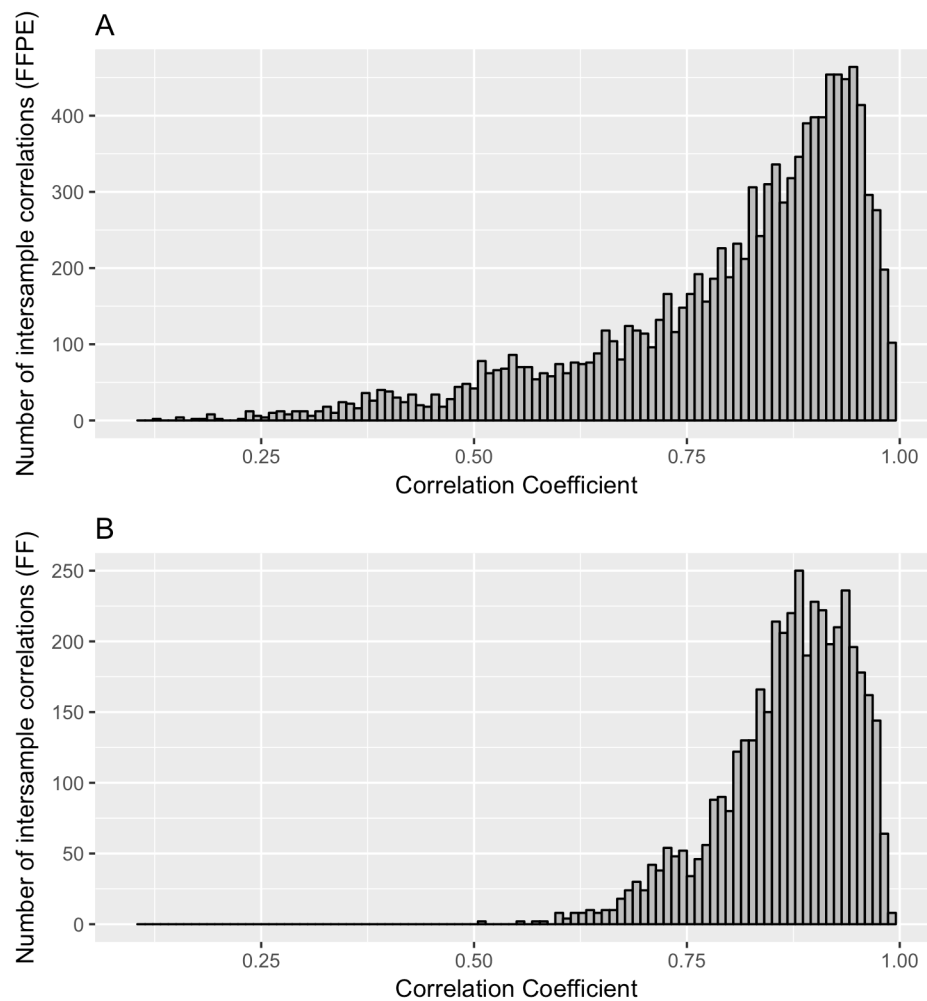 A
Number of intersample correlations (FFPE)
400
300
200
100
0
0.25 0.50 0.75 1.00
Correlation Coefficient
B
Number of intersample correlations (FF)
250
200
150
100
50
0
0.25 0.50 0.75 1.00
Correlation Coefficient